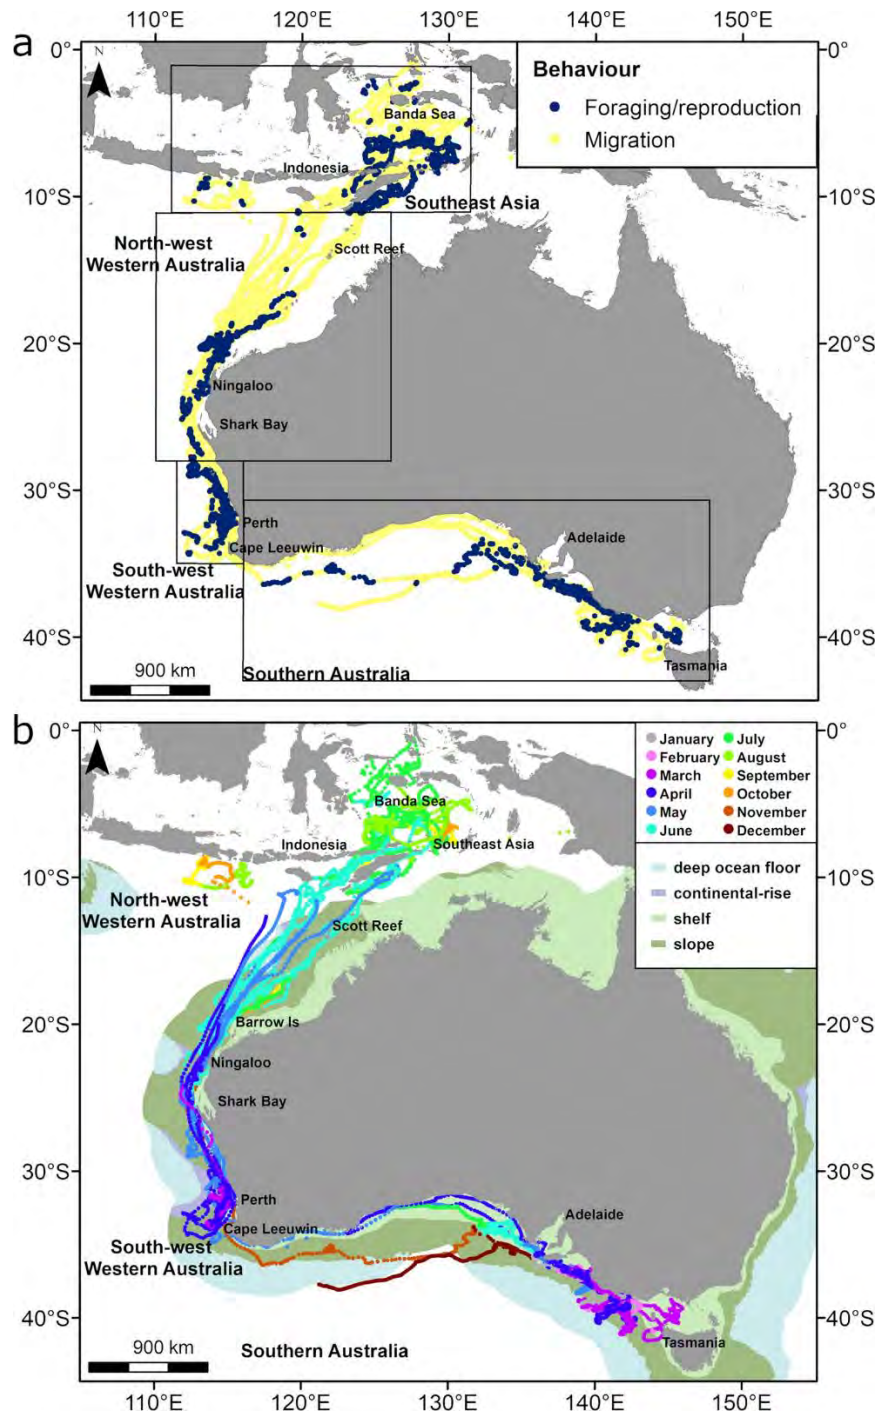 110°E 120°E 130°E 140°E 150°E
a
0° 0°
N
Behaviour
Foraging/reproduction
Migration
Banda Sea
Indonesia
10°S 10°S
Southeast Asia
North-west
Western Australia
Scott Reef
20°S 20°S
Ningaloo
Shark Bay
30°S 30°S
Perth
Cape Leeuwin
Adelaide
South-west
Western Australia
40°S 40°S
900 km
Southern Australia
Tasmania
b
0° 0°
N
January July
February August
March September
April October
May November
June December
deep ocean floor
continental-rise
shelf
slope
Banda Sea
Indonesia
Southeast Asia
10°S 10°S
North-west
Western Australia
Scott Reef
20°S 20°S
Barrow Is
Ningaloo
Shark Bay
30°S 30°S
Perth
Cape Leeuwin
Adelaide
South-west
Western Australia
40°S 40°S
900 km
Southern Australia
Tasmania
110°E 120°E 130°E 140°E 150°E